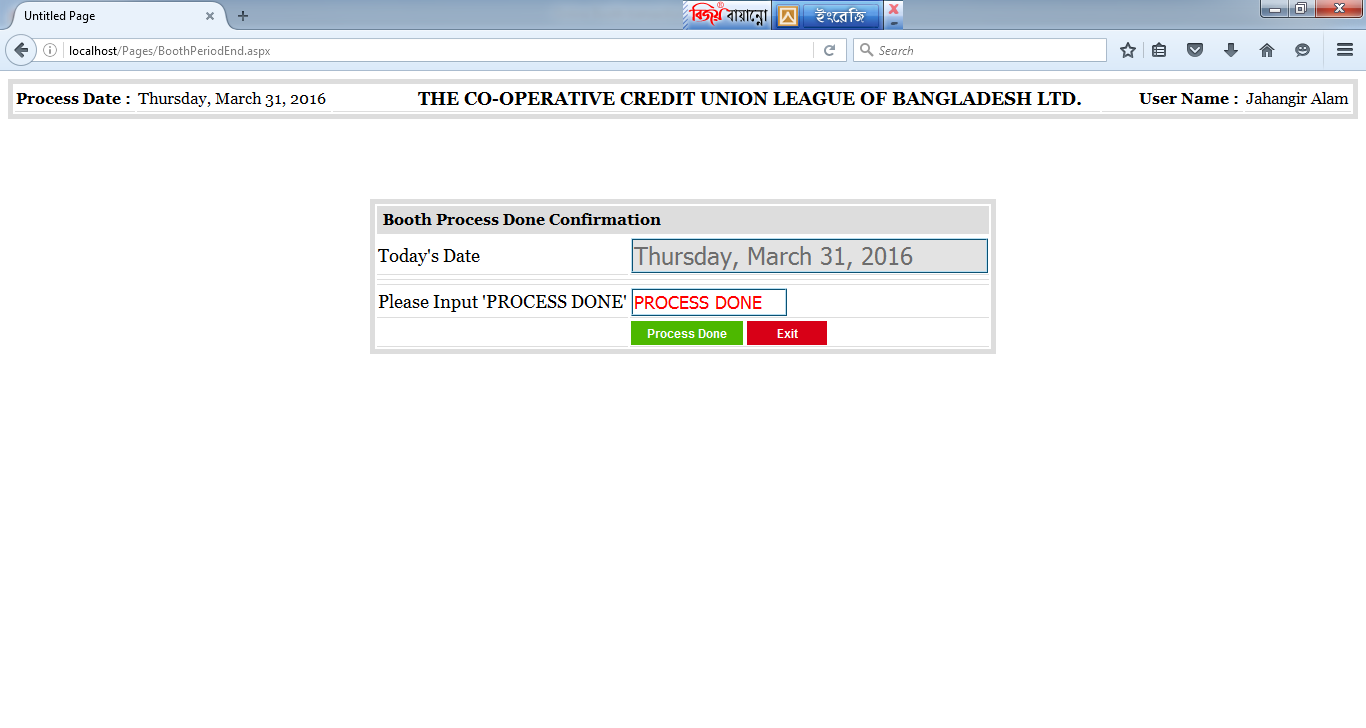 Untitled Page
বিজয়® বায়ান্নো ইংরেজি
localhost/Pages/BoothPeriodEnd.aspx Search
Process Date : Thursday, March 31, 2016 THE CO-OPERATIVE CREDIT UNION LEAGUE OF BANGLADESH LTD. User Name : Jahangir Alam
Booth Process Done Confirmation
Today's Date Thursday, March 31, 2016
Please Input 'PROCESS DONE' PROCESS DONE
Process Done Exit